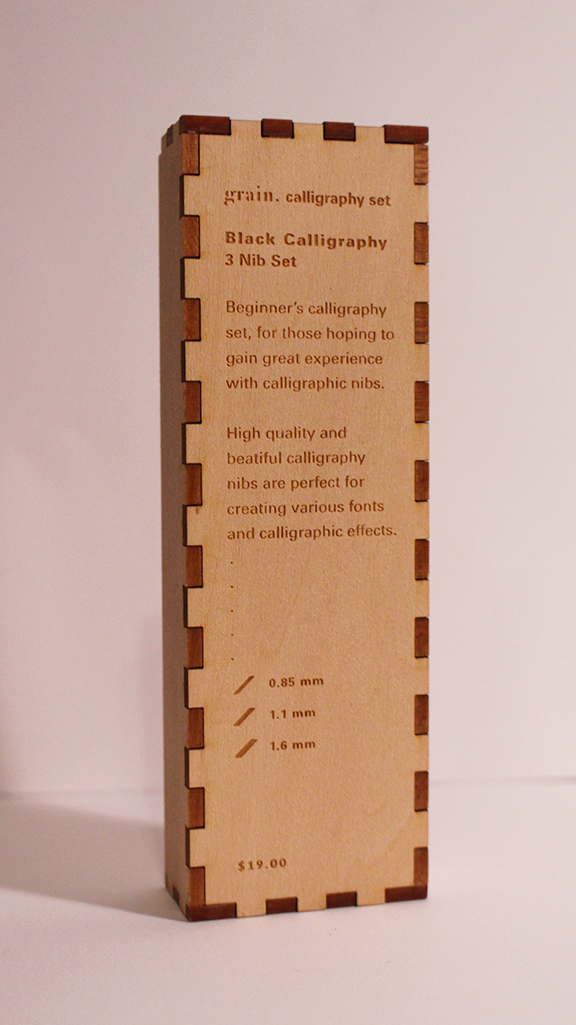 grain. calligraphy set
Black Calligraphy
3 Nib Set
Beginner's calligraphy
set, for those hoping to
gain great experience
with calligraphic nibs.
High quality and
beatiful calligraphy
nibs are perfect for
creating various fonts
and calligraphic effects.
.
.
.
.
.
0.85 mm
1.1 mm
1.6 mm
$19.00